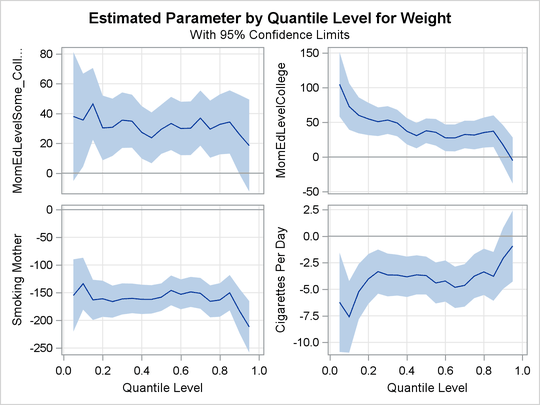 Estimated Parameter by Quantile Level for Weight
With 95% Confidence Limits
MomEdLevelSome_Coll...
80
60
40
20
0
MomEdLevelCollege
150
100
50
0
-50
Smoking Mother
0
-50
-100
-150
-200
-250
Cigarettes Per Day
2.5
0.0
-2.5
-5.0
-7.5
-10.0
0.0 0.2 0.4 0.6 0.8 1.0
0.0 0.2 0.4 0.6 0.8 1.0
Quantile Level
Quantile Level